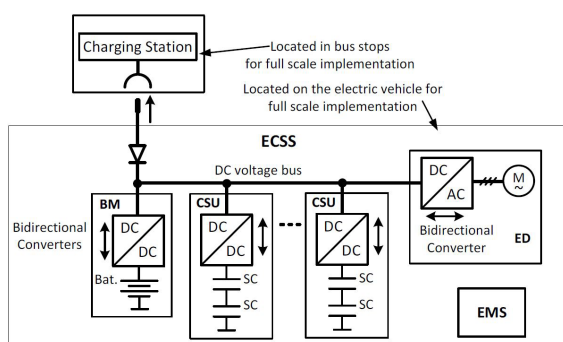 Charging Station
Located in bus stops
for full scale implementation
Located on the electric vehicle for
full scale implementation
ECSS
DC voltage bus
DC
AC
M
~
Bidirectional
Converter
ED
BM
Bidirectional
Converters
DC
DC
Bat.
CSU
DC
DC
SC
SC
CSU
DC
DC
SC
SC
EMS